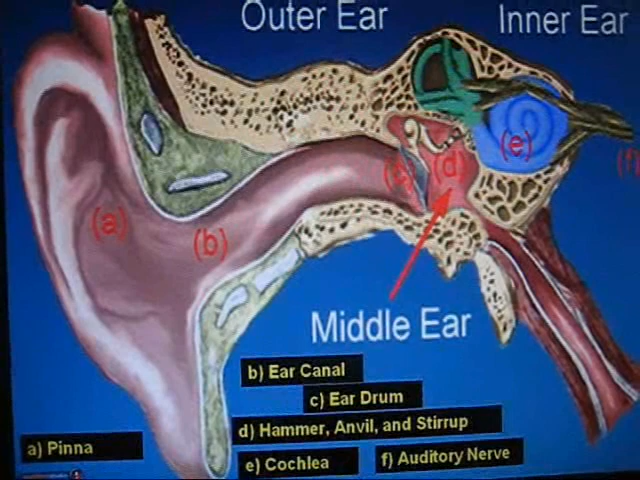 Outer Ear
Inner Ear
(e)
(d)
(f)
(a)
(b)
Middle Ear
b) Ear Canal
c) Ear Drum
d) Hammer, Anvil, and Stirrup
a) Pinna
e) Cochlea
f) Auditory Nerve